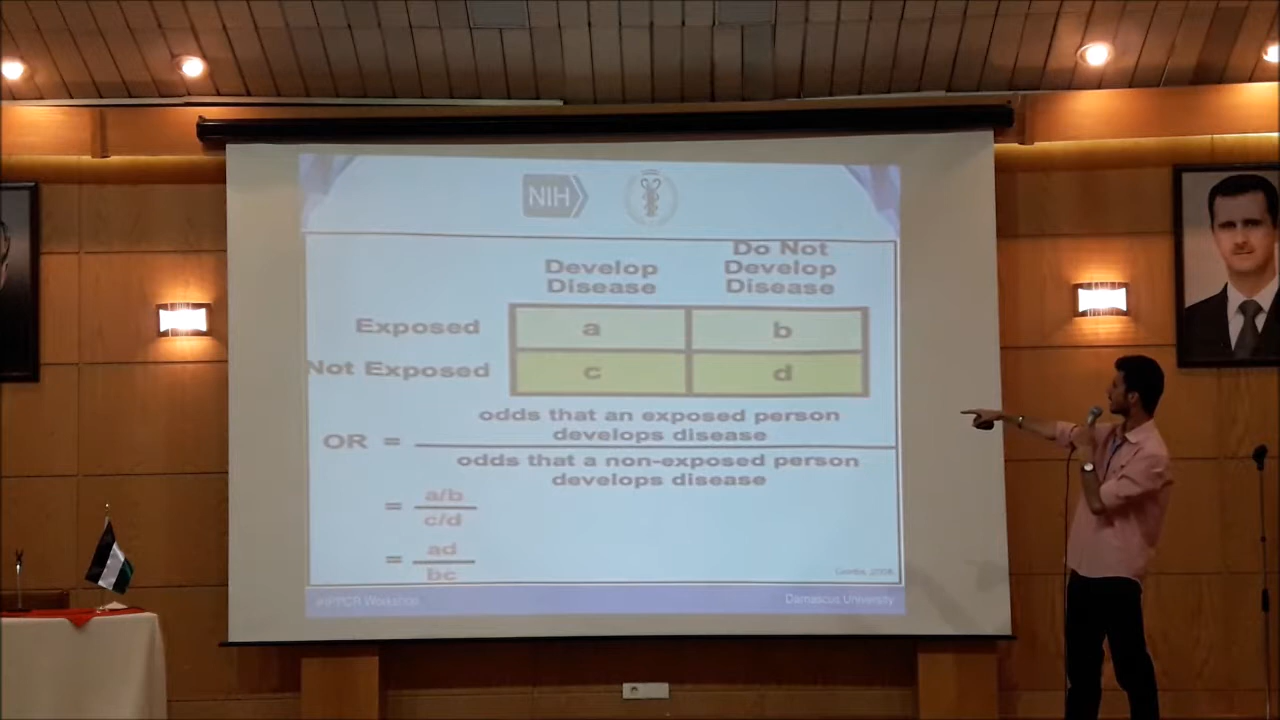 NIH
Develop
Disease
Do Not
Develop
Disease
Exposed
a
b
Not Exposed
c
d
OR =
odds that an exposed person
develops disease
odds that a non-exposed person
develops disease
= a/b
c/d
= ad
bc
Workshop
Damascus University